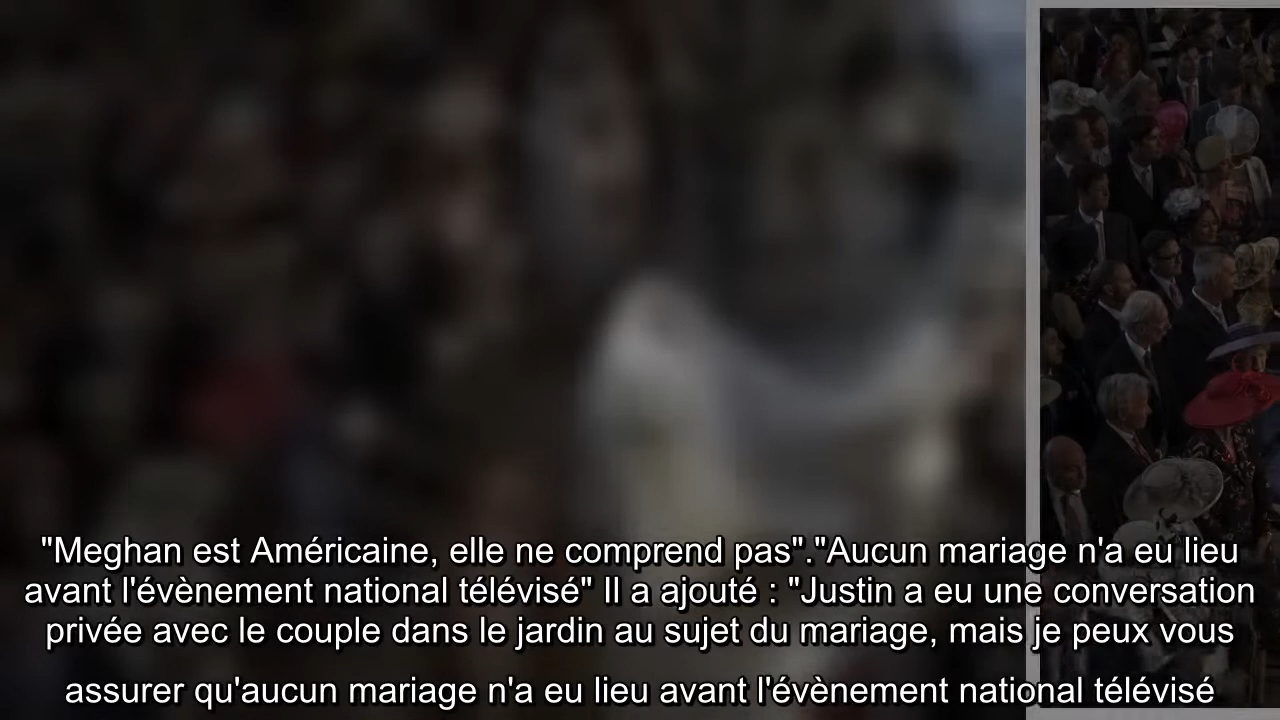 "Meghan est Américaine, elle ne comprend pas"."Aucun mariage n'a eu lieu
avant l'évènement national télévisé" Il a ajouté : "Justin a eu une conversation
privée avec le couple dans le jardin au sujet du mariage, mais je peux vous
assurer qu'aucun mariage n'a eu lieu avant l'évènement national télévisé